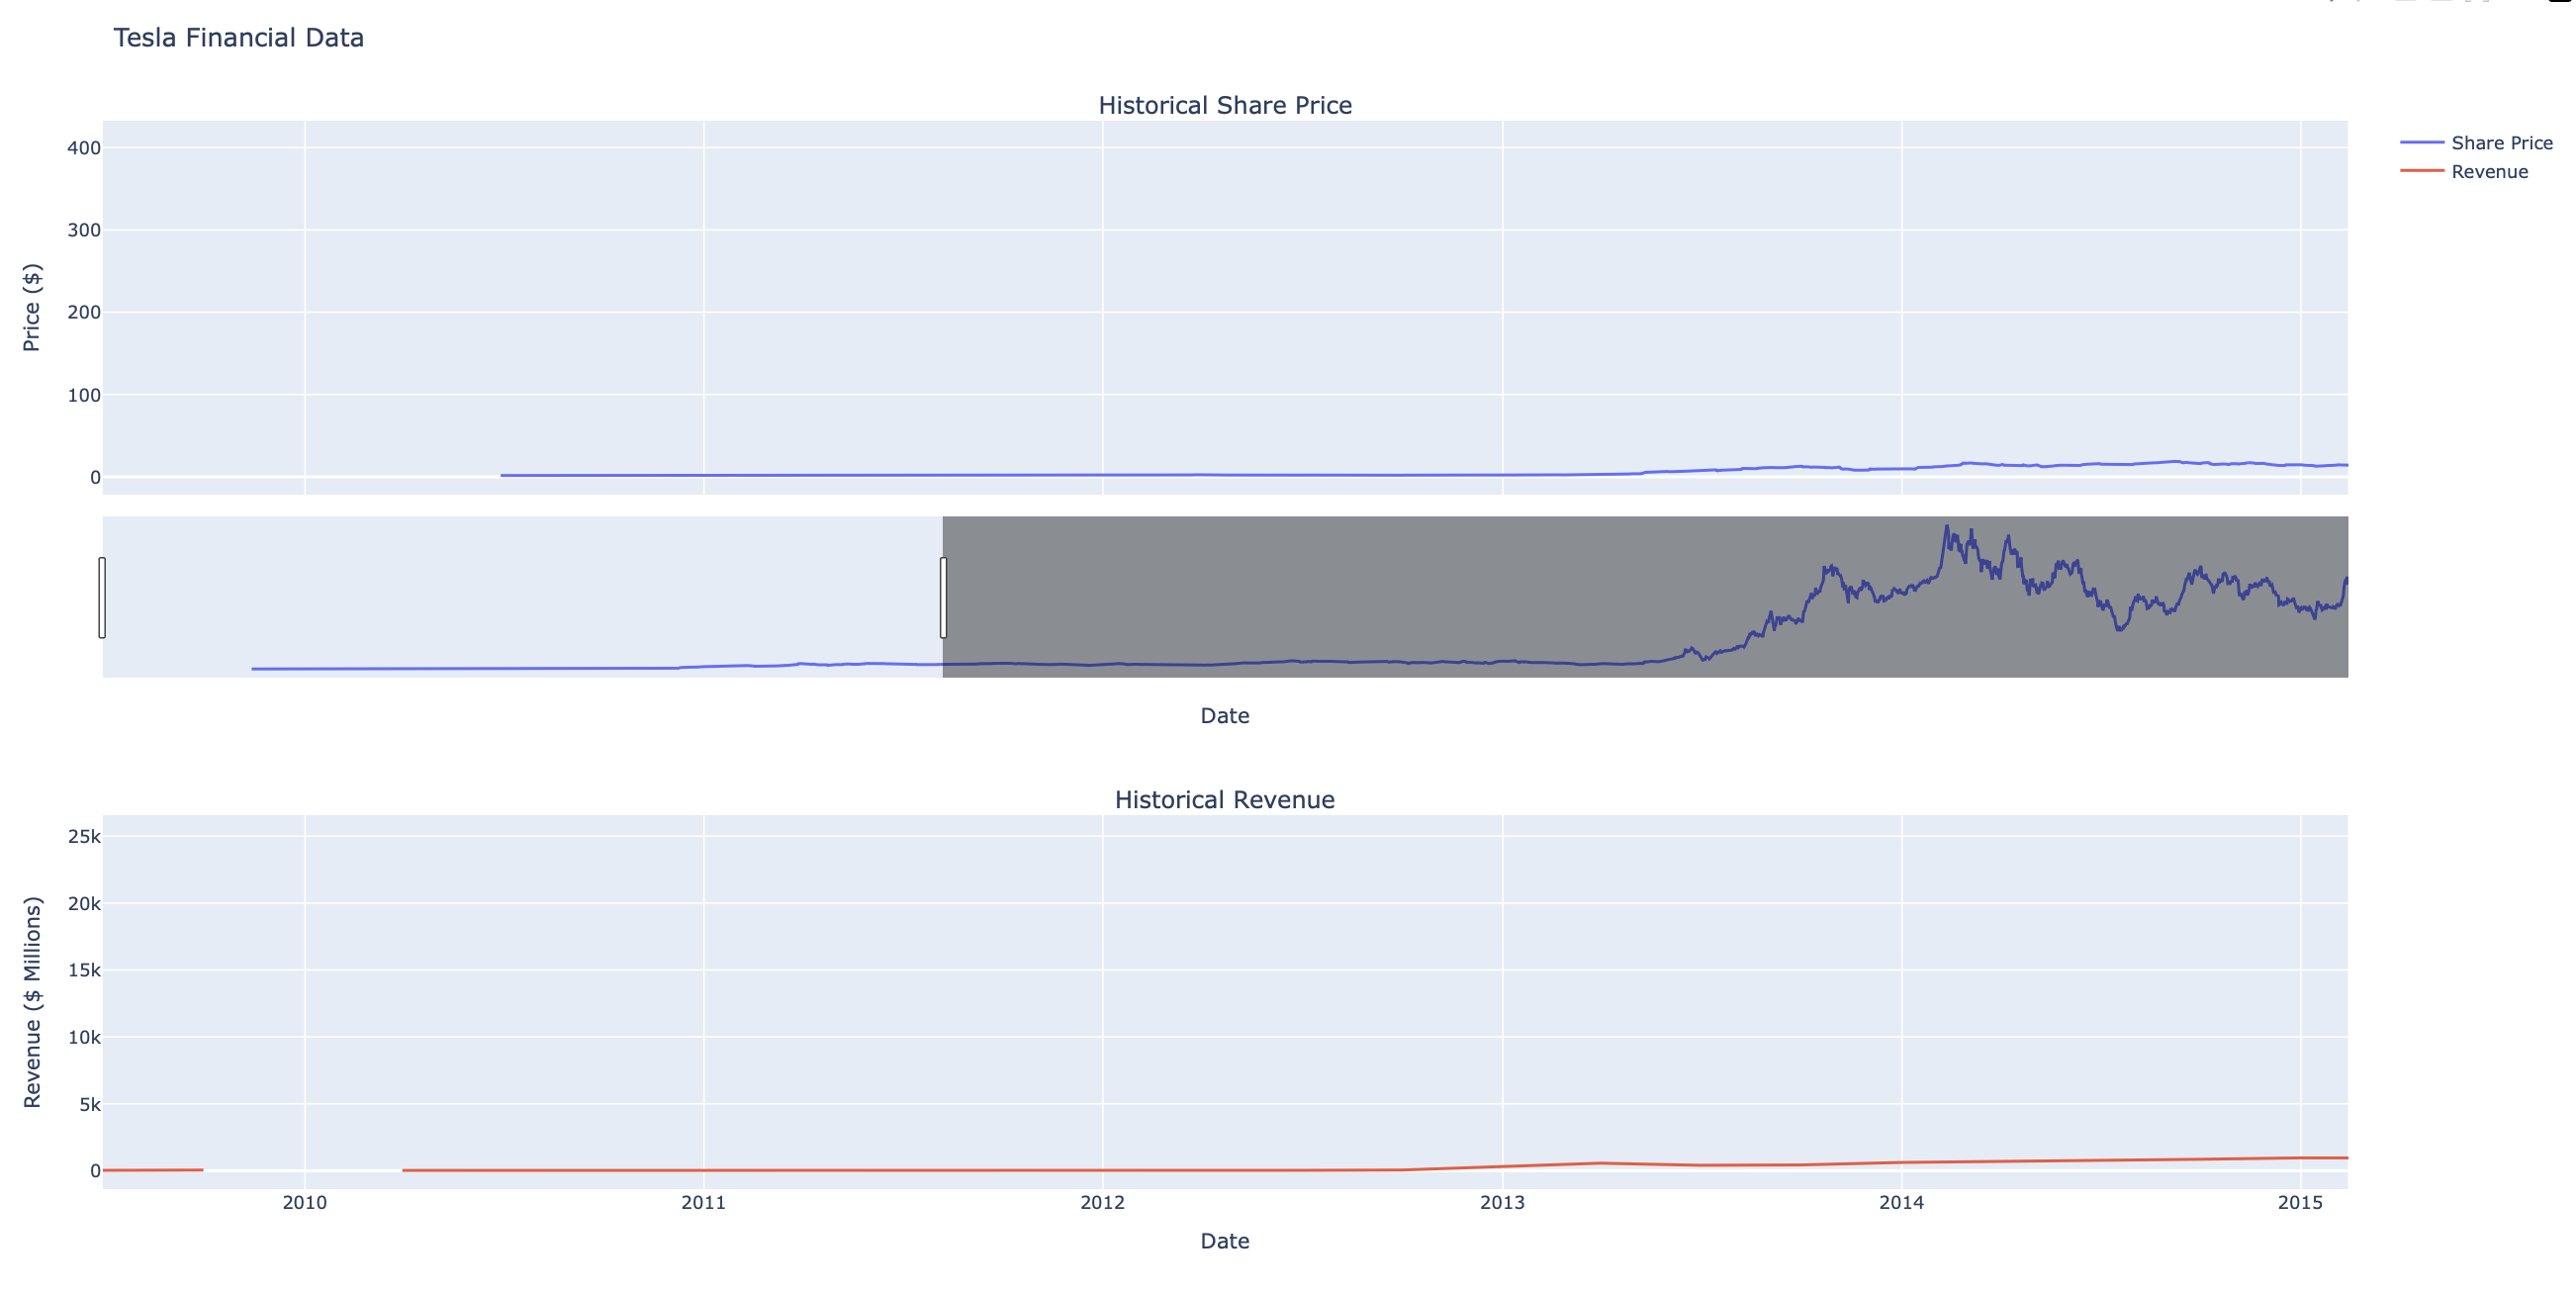 Tesla Financial Data
Historical Share Price
Share Price
Revenue
400
300
200
100
0
Price ($)
Date
Historical Revenue
25k
20k
15k
10k
5k
0
Revenue ($ Millions)
2010 2011 2012 2013 2014 2015
Date